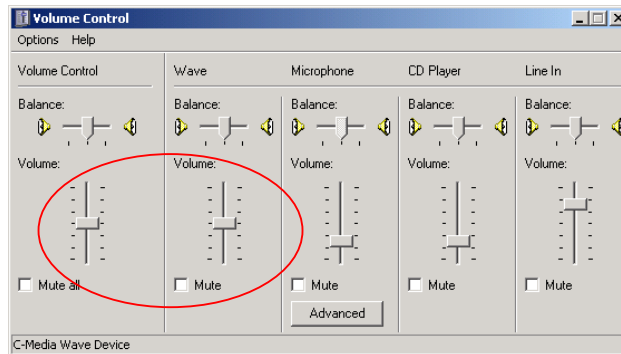 Volume Control
Options Help
Volume Control Wave Microphone CD Player Line In
Balance: Balance: Balance: Balance: Balance:
Volume: Volume: Volume: Volume: Volume:
Mute all Mute Mute Mute Mute
Advanced
C-Media Wave Device